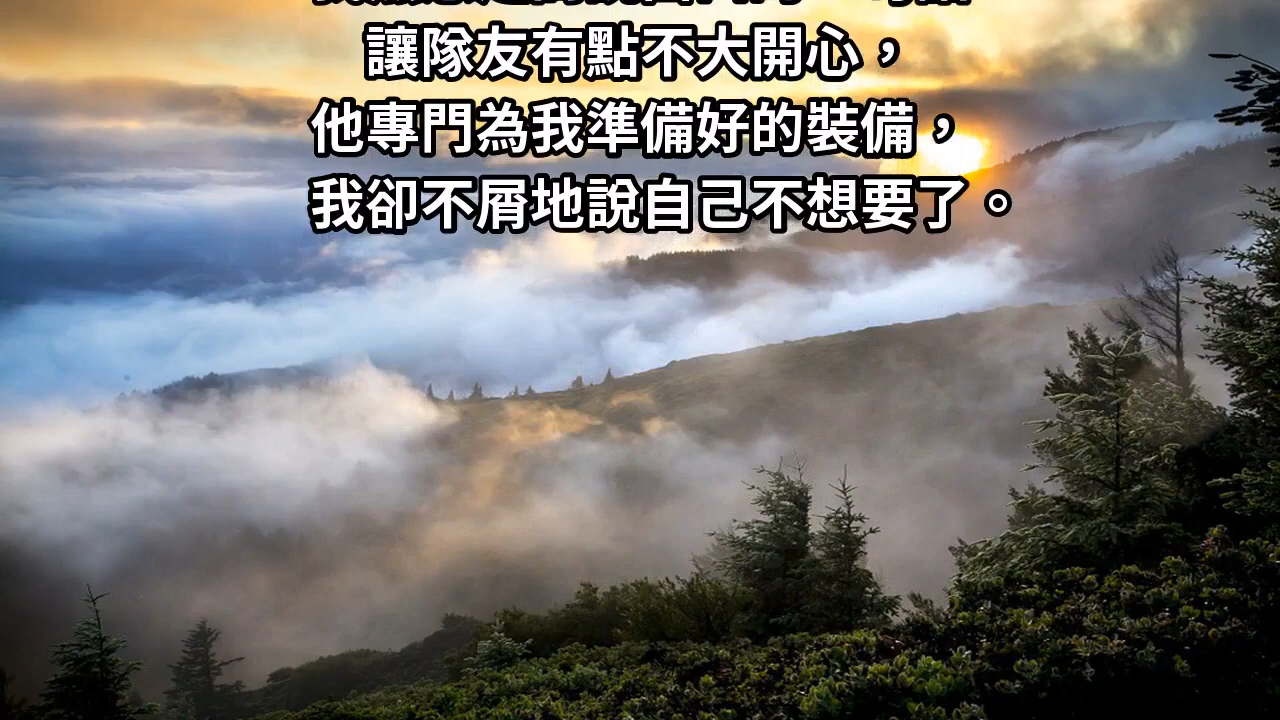 讓隊友有點不大開心，
他專門為我準備好的裝備，
我卻不屑地說自己不想要了。